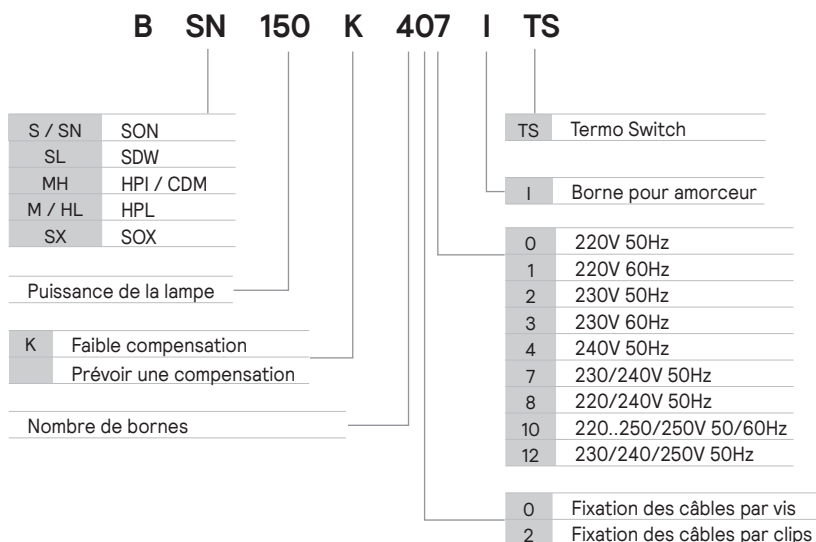 B SN 150 K 407 I TS
S / SN SON
SL SDW
MH HPI / CDM
M / HL HPL
SX SOX
Puissance de la lampe
K Faible compensation
Prévoir une compensation
Nombre de bornes
TS Termo Switch
I Borne pour amorceur
0 220V 50Hz
1 220V 60Hz
2 230V 50Hz
3 230V 60Hz
4 240V 50Hz
7 230/240V 50Hz
8 220/240V 50Hz
10 220..250/250V 50/60Hz
12 230/240/250V 50Hz
0 Fixation des câbles par vis
2 Fixation des câbles par clips